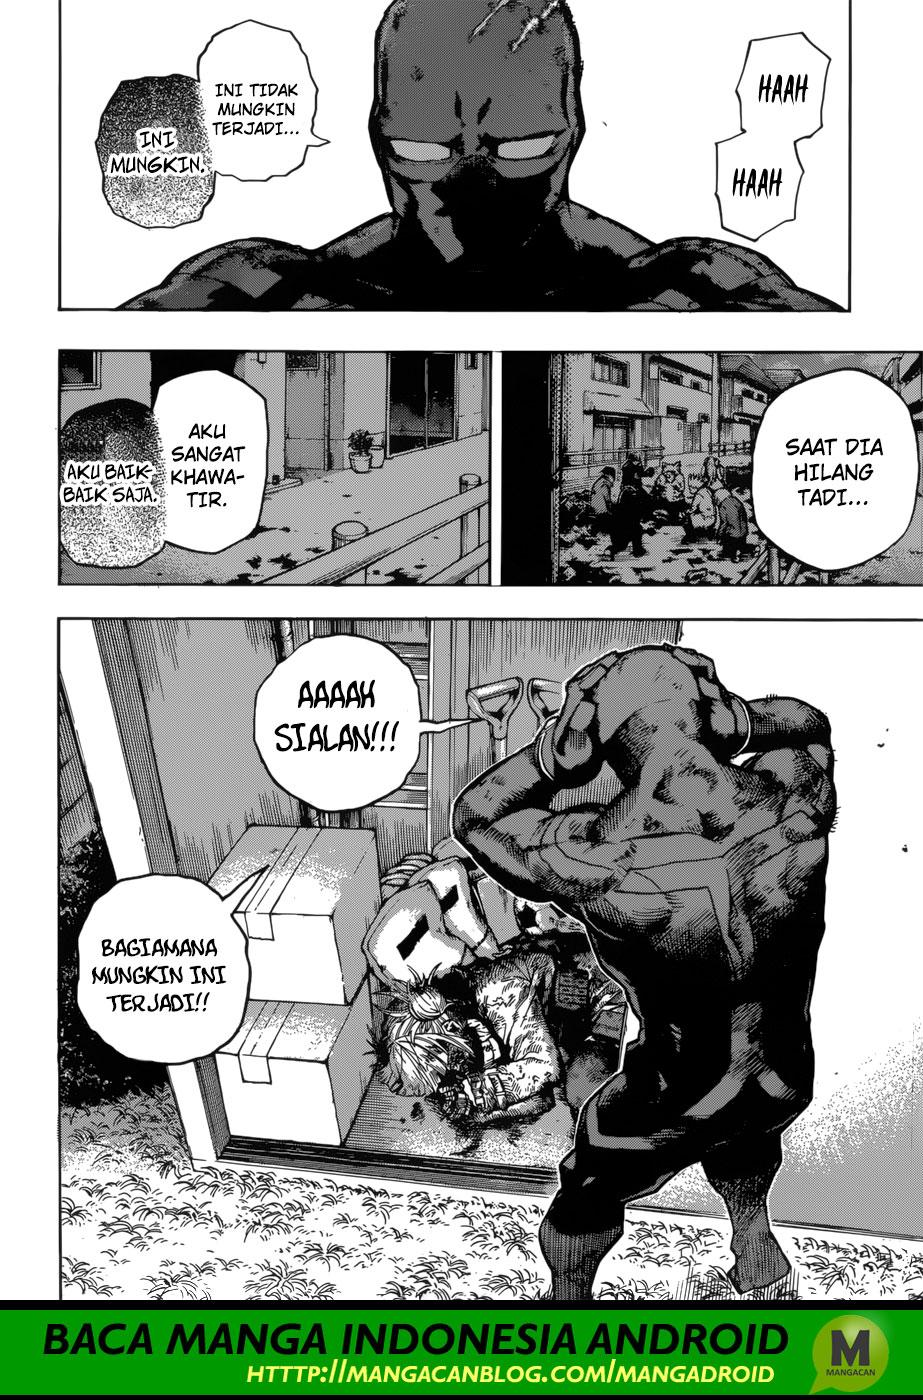 HAAH
HAAH
INI TIDAK
MUNGKIN
TERJADI...
INI
MUNGKIN.
SAAT DIA
HILANG
TADI...
AKU
SANGAT
KHAWA-
TIR.
AKU BAIK-
BAIK SAJA.
AAAAH
SIALAN!!!
BAGIAMANA
MUNGKIN INI
TERJADI!!
BACA MANGA INDONESIA ANDROID
HTTTP://MANGACANBLOG.COM/MANGADROID
M
MANGACAN